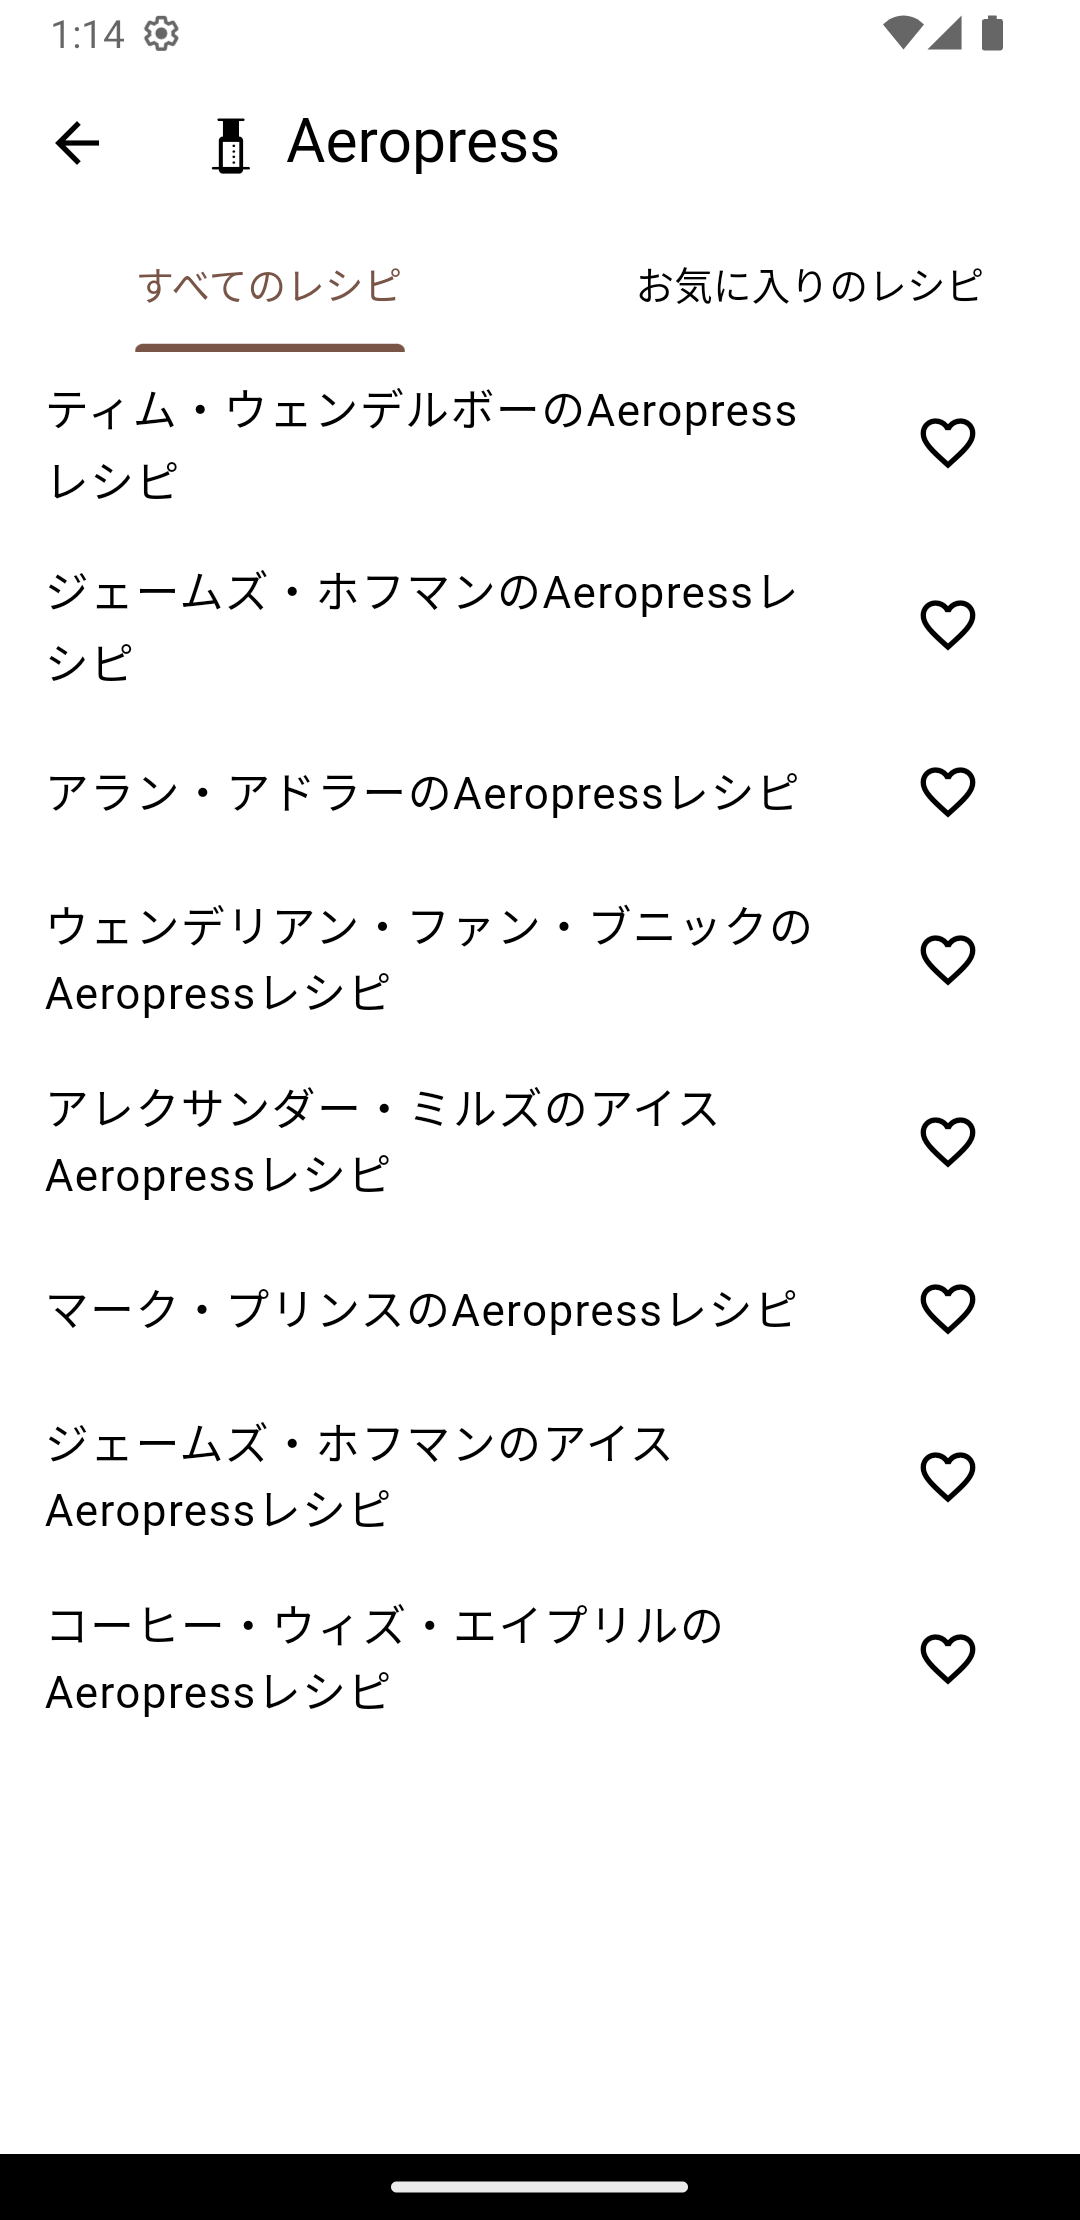 1:14
Aeropress
すべてのレシピ
お気に入りのレシピ
ティム・ウェンデルボーのAeropress
レシピ
ジェームズ・ホフマンのAeropressレ
シピ
アラン・アドラーのAeropressレシピ
ウェンデリアン・ファン・ブニックの
Aeropressレシピ
アレクサンダー・ミルズのアイス
Aeropressレシピ
マーク・プリンスのAeropressレシピ
ジェームズ・ホフマンのアイス
Aeropressレシピ
コーヒー・ウィズ・エイプリルの
Aeropressレシピ